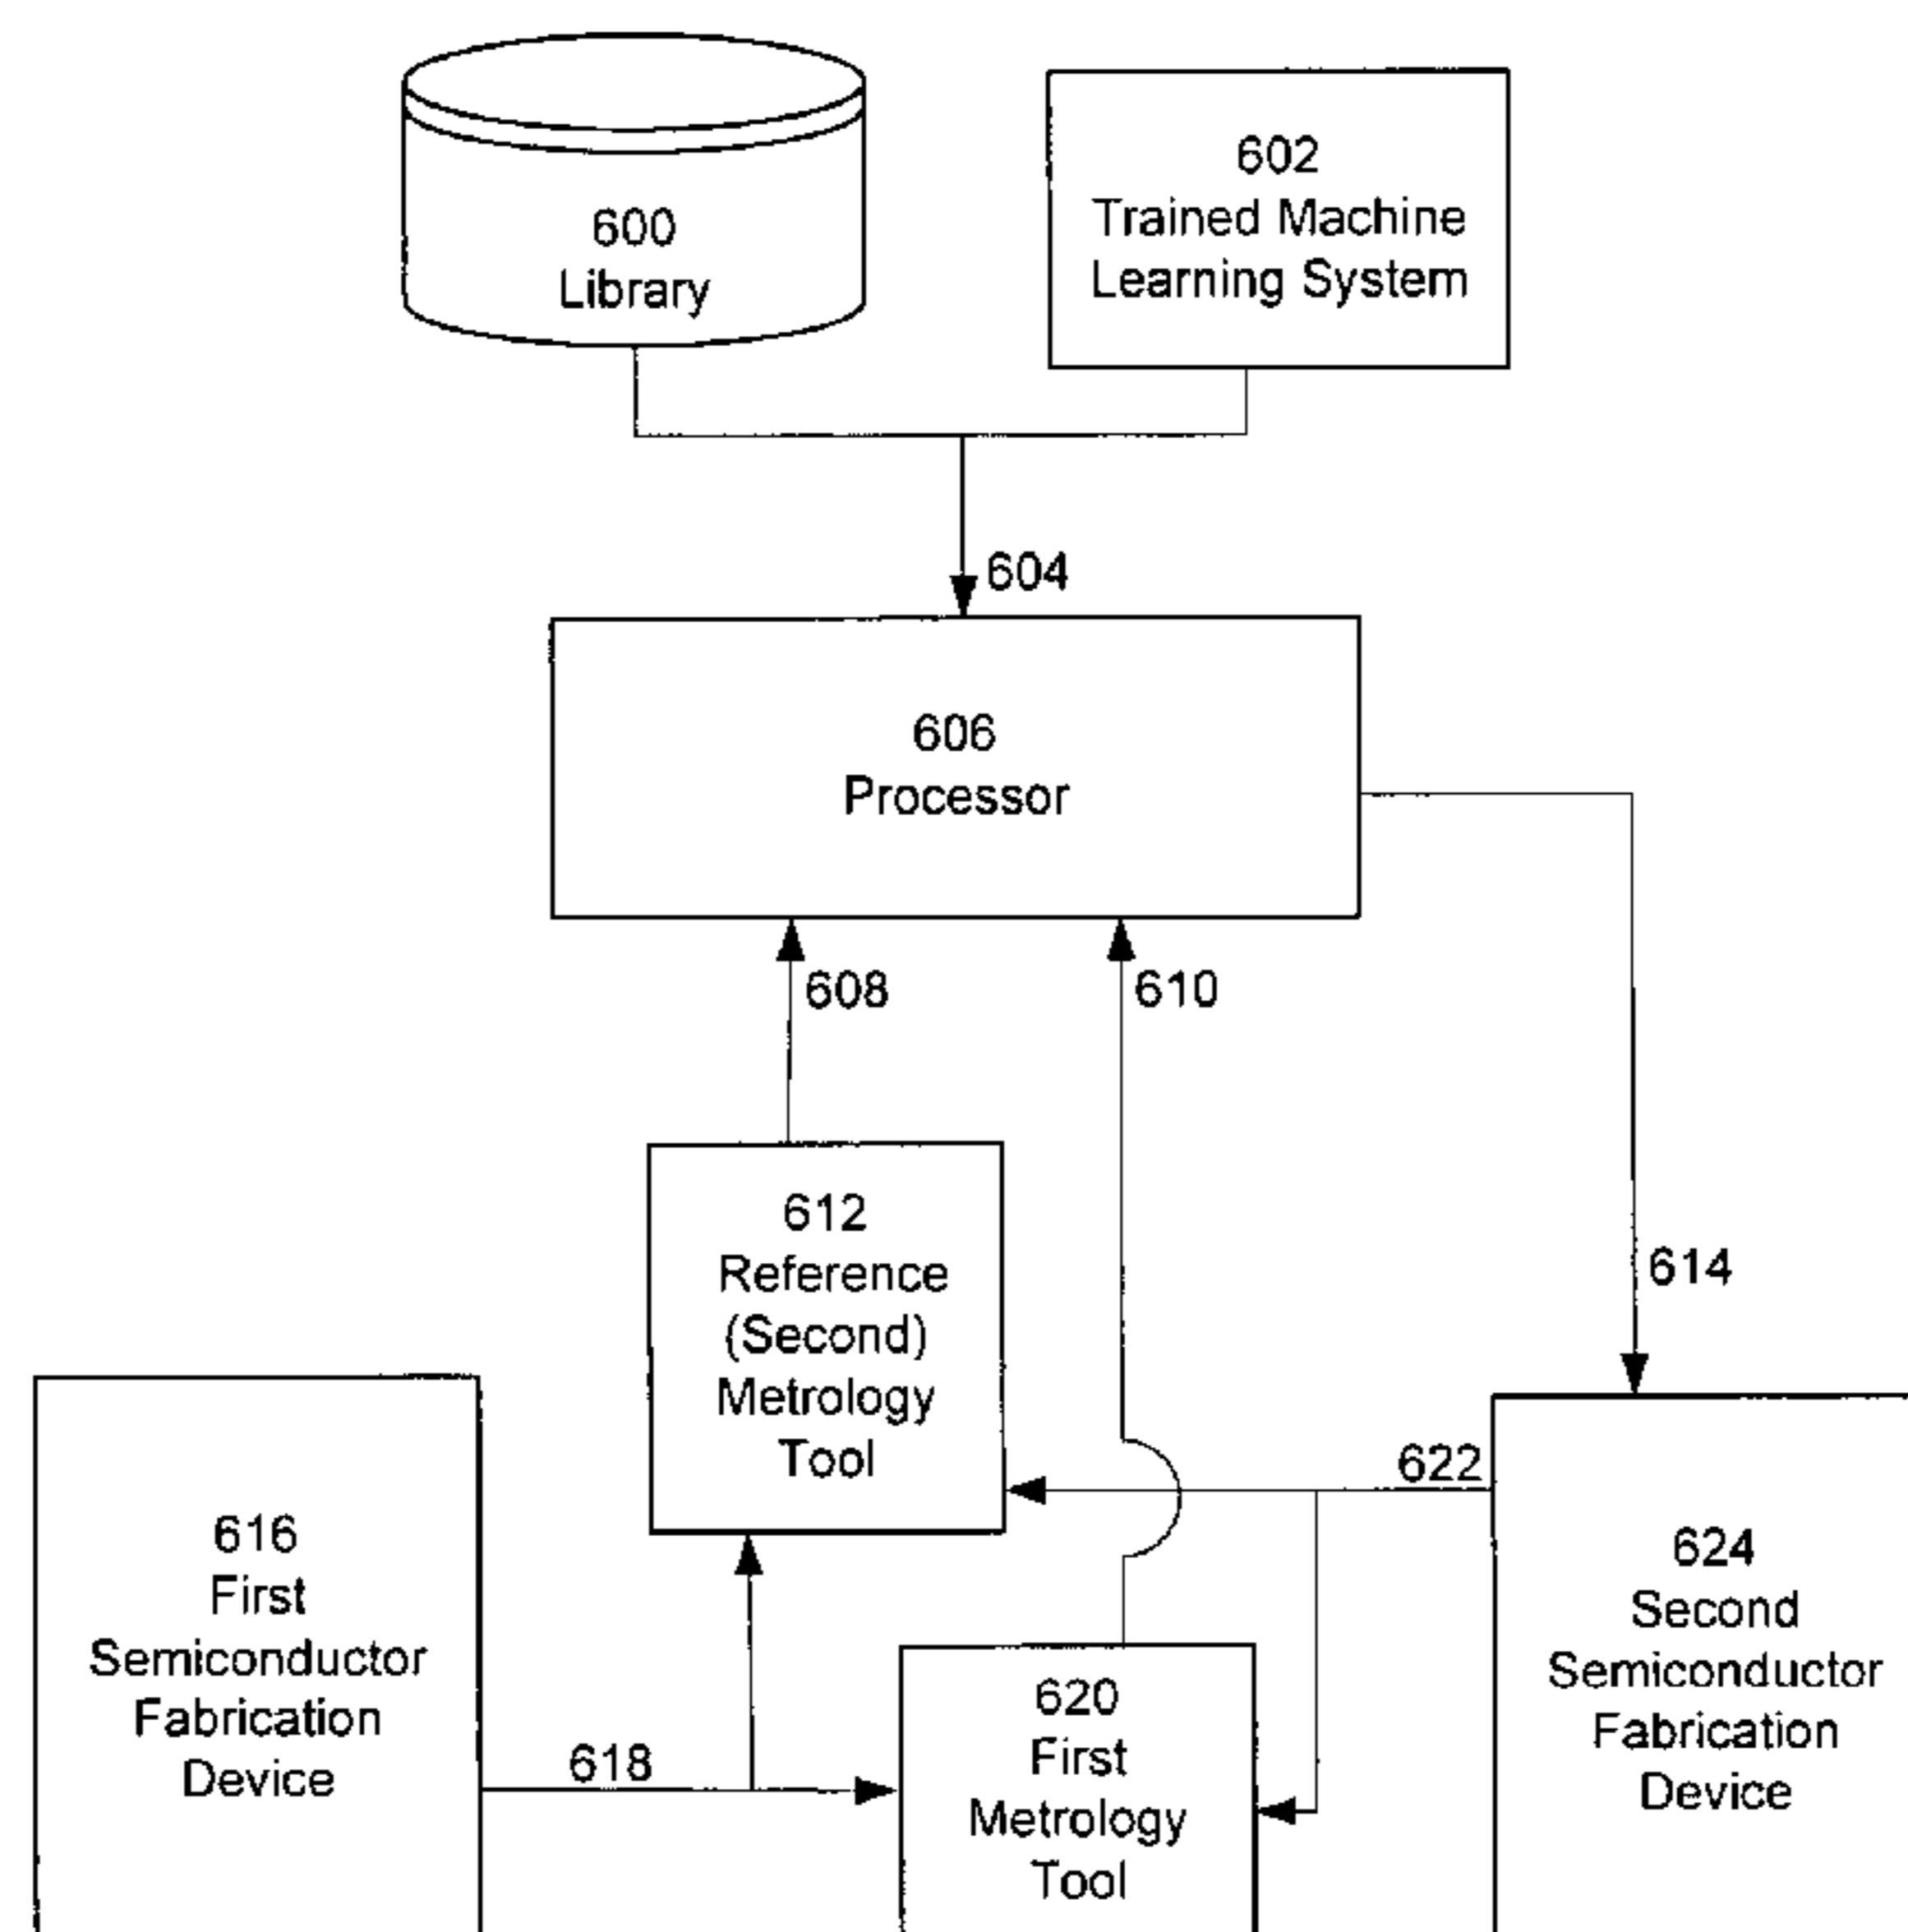 600
Library
602
Trained Machine
Learning System
604
606
Processor
608
610
612
Reference
(Second)
Metrology
Tool
614
616
First
Semiconductor
Fabrication
Device
618
620
First
Metrology
Tool
622
624
Second
Semiconductor
Fabrication
Device